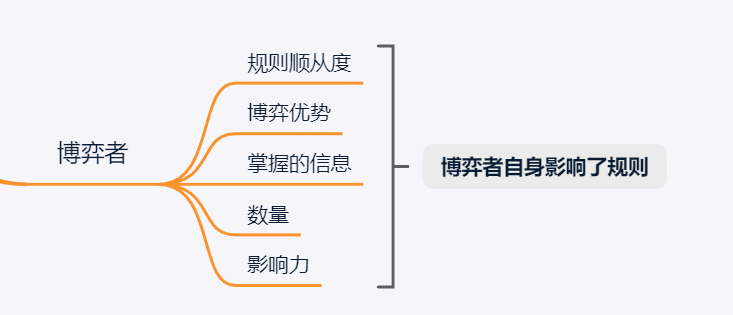 规则顺从度
博弈优势
博弈者
掌握的信息
博弈者自身影响了规则
数量
影响力